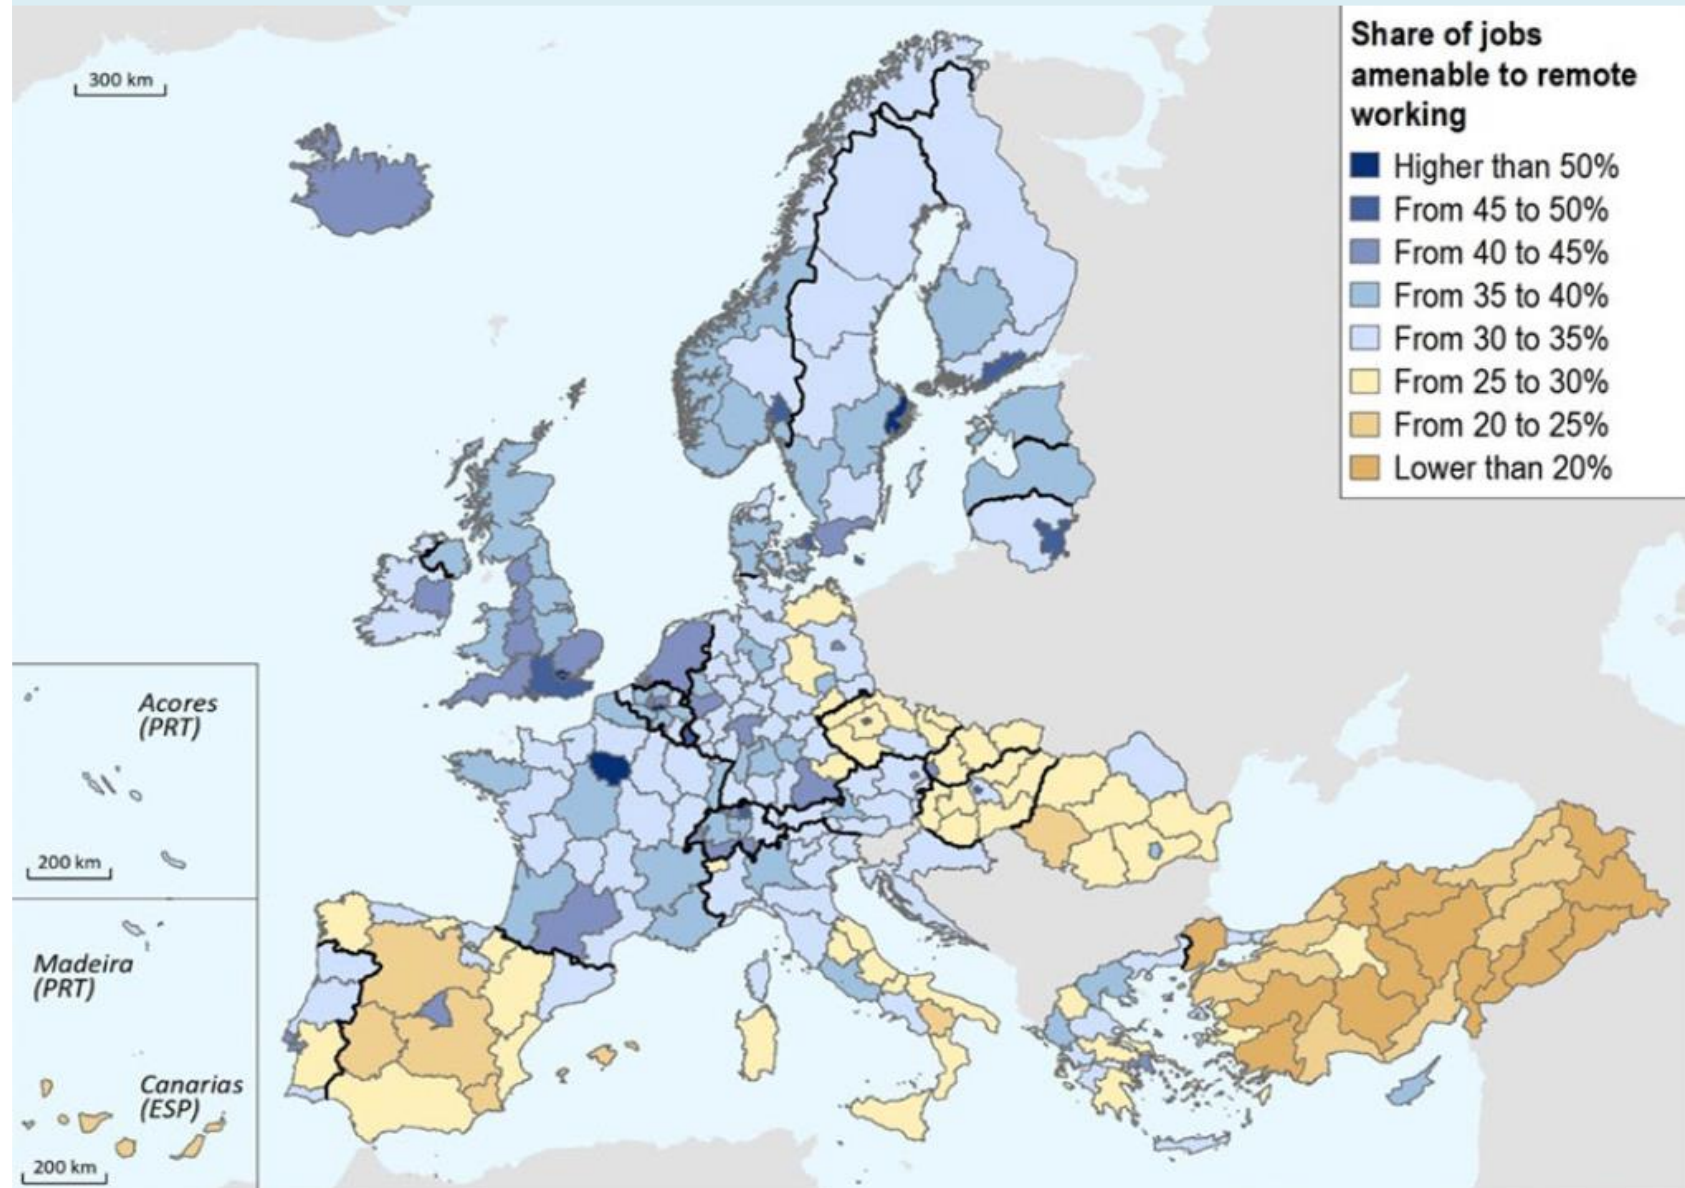 300 km
Share of jobs
amenable to remote
working
Higher than 50%
From 45 to 50%
From 40 to 45%
From 35 to 40%
From 30 to 35%
From 25 to 30%
From 20 to 25%
Lower than 20%
Acores
(PRT)
200 km
Madeira
(PRT)
Canarias
(ESP)
200 km